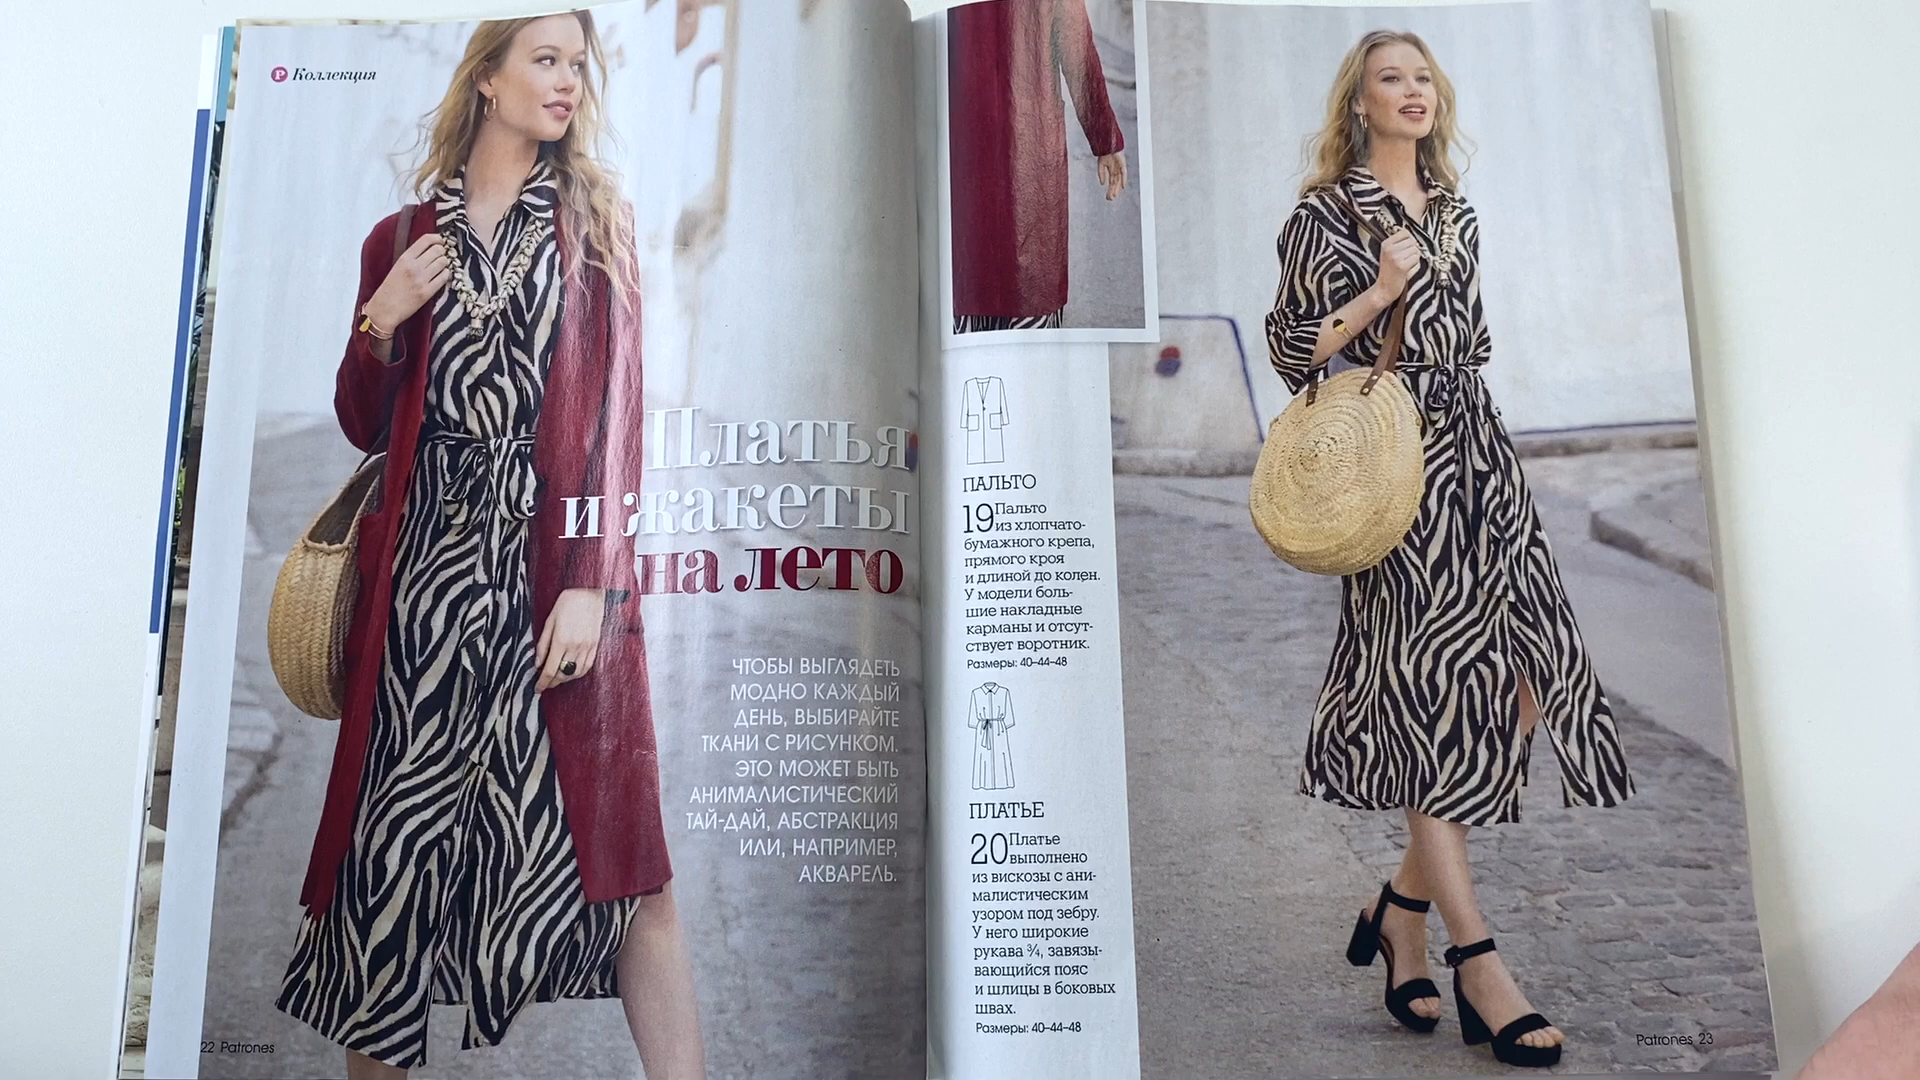 P Коллекция
Платья
и жакеты
на лето
ЧТОБЫ ВЫГЛЯДЕТЬ
МОДНО КАЖДЫЙ
ДЕНЬ, ВЫБИРАЙТЕ
ТКАНИ С РИСУНКОМ.
ЭТО МОЖЕТ БЫТЬ
АНИМАЛИСТИЧЕСКИЙ
ТАЙ-ДАЙ, АБСТРАКЦИЯ
ИЛИ, НАПРИМЕР,
АКВАРЕЛЬ.
22 Patrones
ПАЛЬТО
19 Пальто
из хлопчато-
бумажного крепа,
прямого кроя
и длиной до колен.
У модели боль-
шие накладные
карманы и отсут-
ствует воротник.
Размеры: 40–44–48
ПЛАТЬЕ
20 Платье
выполнено
из вискозы с ани-
малистическим
узором под зебру.
У него широкие
рукава ¾, завязы-
вающийся пояс
и шлицы в боковых
швах.
Размеры: 40–44–48
Patrones 23